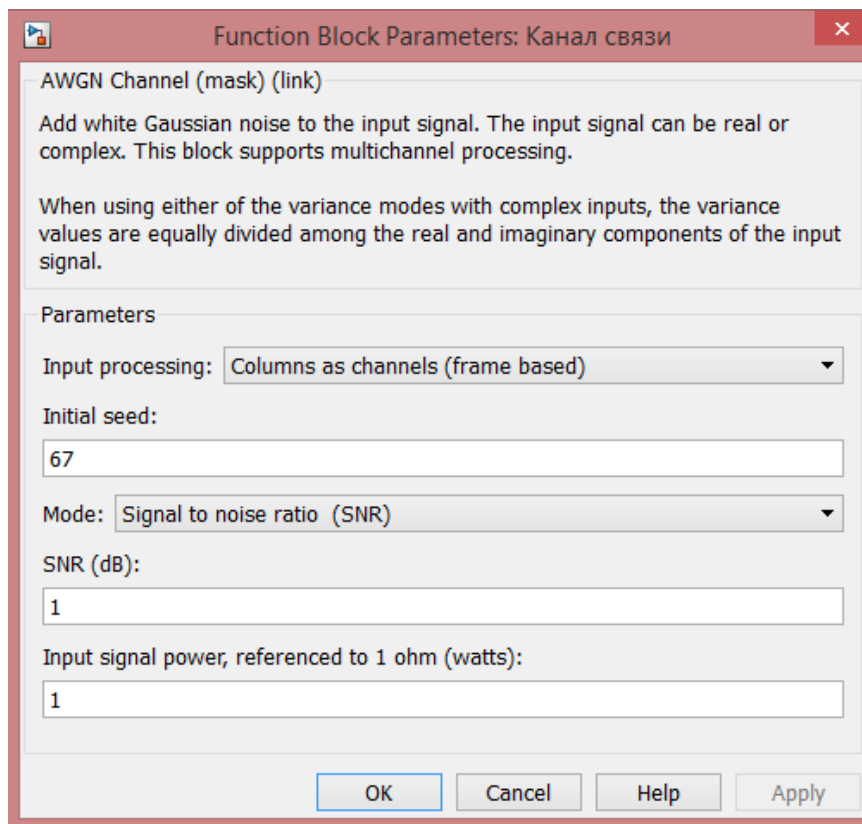 Function Block Parameters: Канал связи
AWGN Channel (mask) (link)
Add white Gaussian noise to the input signal. The input signal can be real or
complex. This block supports multichannel processing.
When using either of the variance modes with complex inputs, the variance
values are equally divided among the real and imaginary components of the input
signal.
Parameters
Input processing: Columns as channels (frame based)
Initial seed:
67
Mode: Signal to noise ratio (SNR)
SNR (dB):
1
Input signal power, referenced to 1 ohm (watts):
1
OK Cancel Help Apply